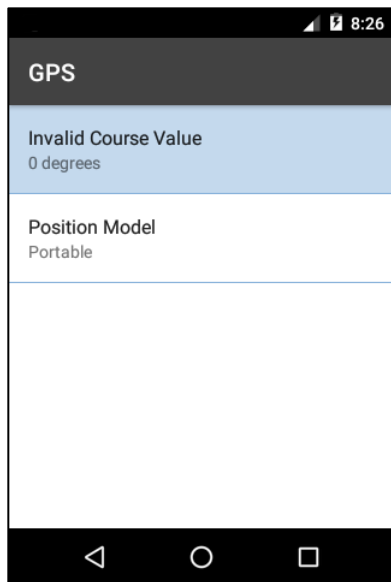 8:26
GPS
Invalid Course Value
0 degrees
Position Model
Portable